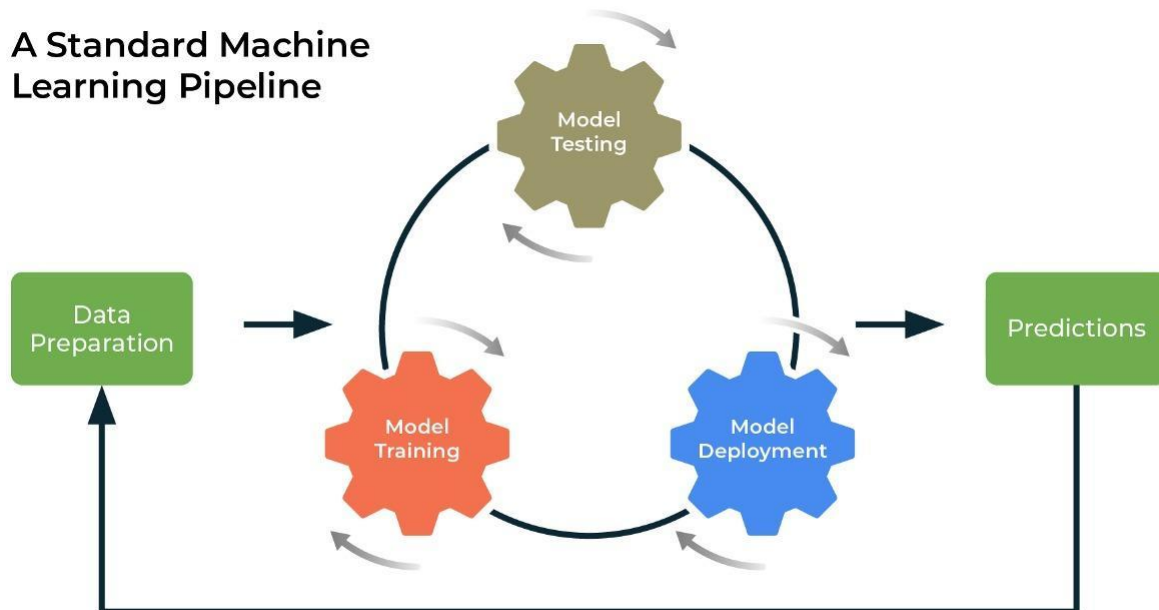 A Standard Machine
Learning Pipeline
Model
Testing
Data
Preparation
Predictions
Model
Training
Model
Deployment